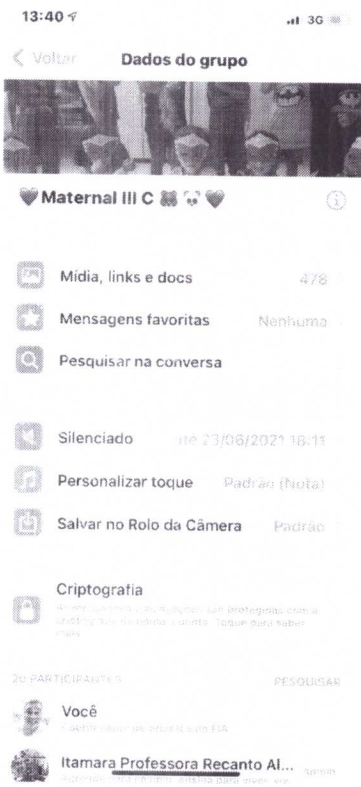 13:40
3G
Voltar
Dados do grupo
Maternal III C
Mídia, links e docs 478
Mensagens favoritas Nenhuma
Pesquisar na conversa
Silenciado até 23/06/2021 18:11
Personalizar toque Padrão (Nota)
Salvar no Rolo da Câmera Padrão
Criptografia
20 PARTICIPANTES PESQUISAR
Você
Itamara Professora Recanto Al...